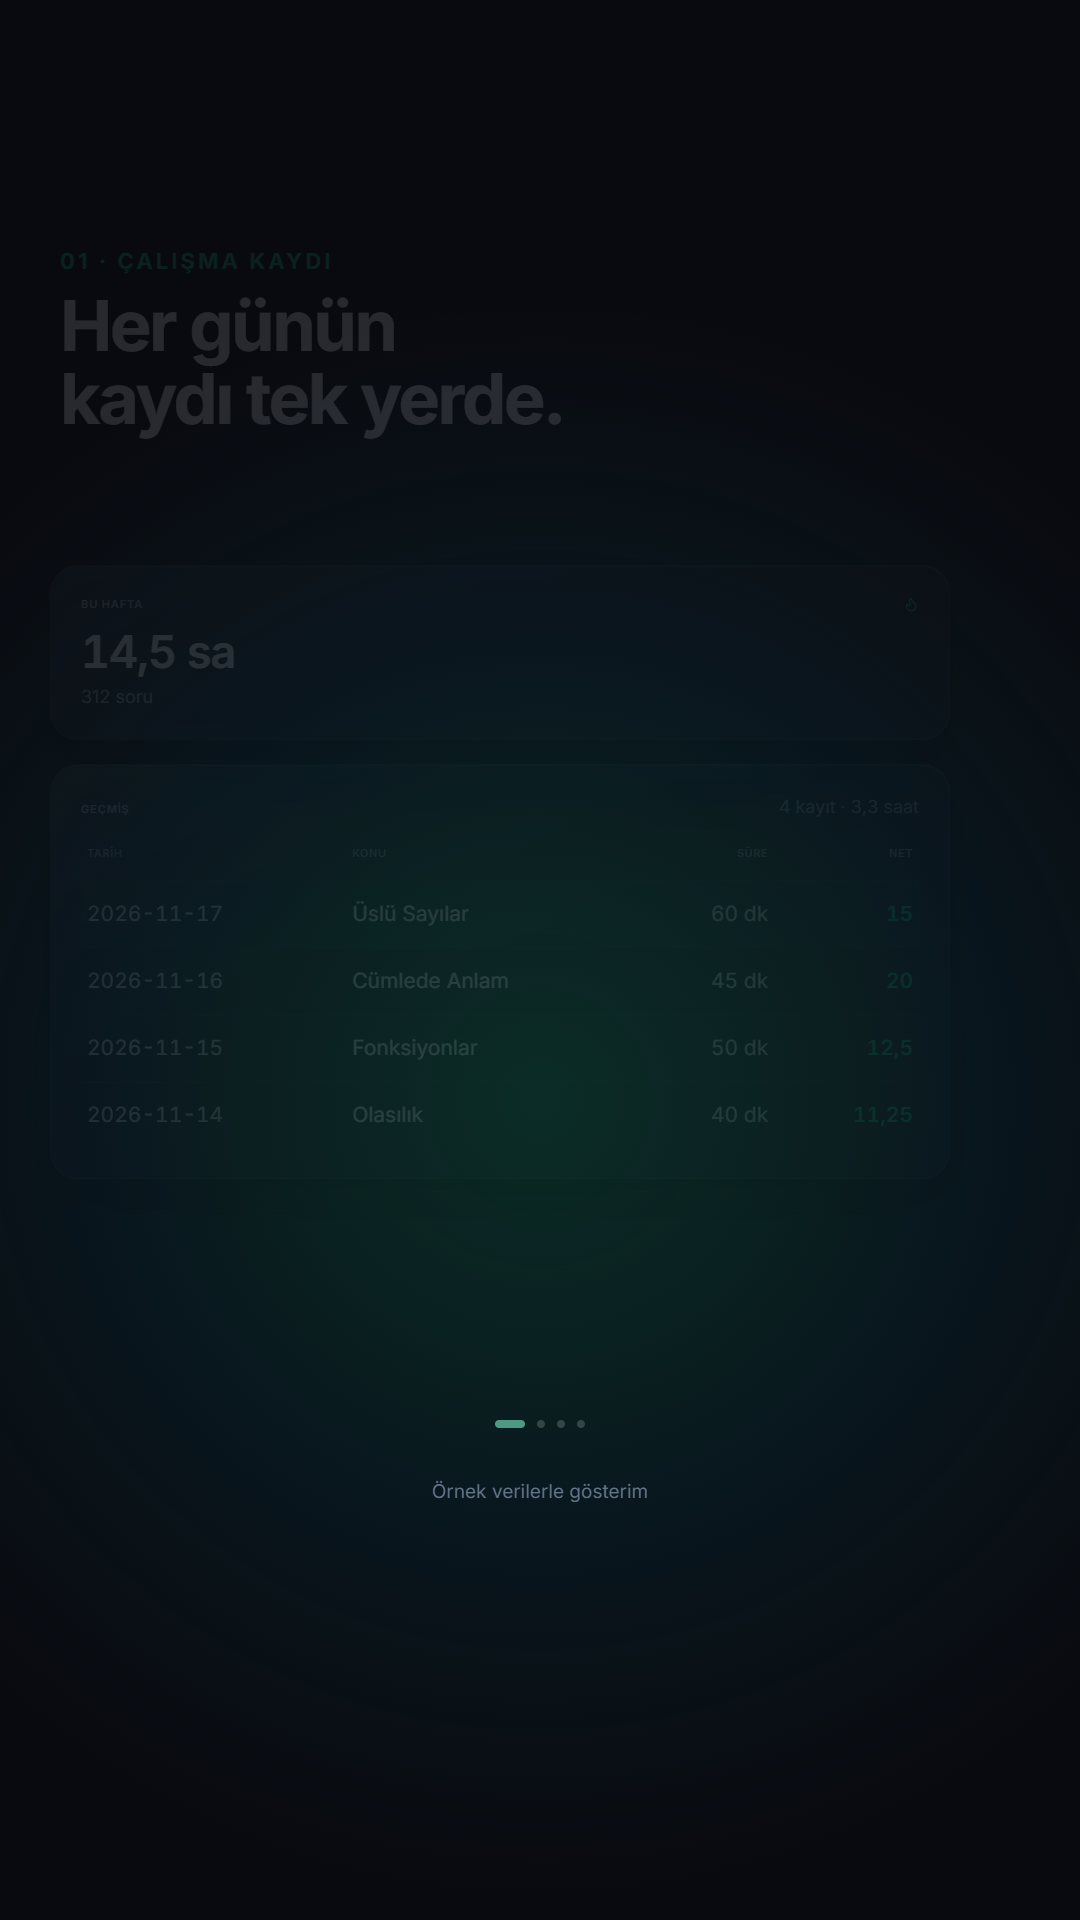 01 · ÇALIŞMA KAYDI
Her günün
kaydı tek yerde.
BU HAFTA
14,5 sa
312 soru
GEÇMİŞ
4 kayıt · 3,3 saat
TARİH KONU SÜRE NET
2026-11-17 Üslü Sayılar 60 dk 15
2026-11-16 Cümlede Anlam 45 dk 20
2026-11-15 Fonksiyonlar 50 dk 12,5
2026-11-14 Olasılık 40 dk 11,25
Örnek verilerle gösterim